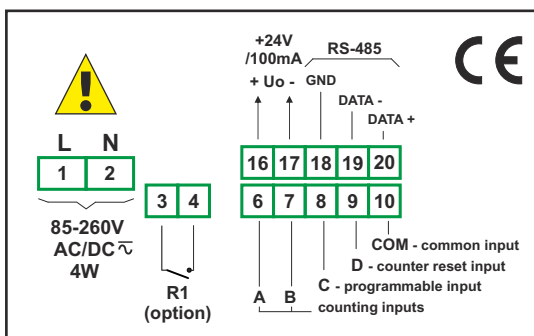 +24V
/100mA
RS-485
CE
+ Uo -
GND
DATA -
DATA +
!
L N
1 2
16 17 18 19 20
3 4
6 7 8 9 10
85-260V
AC/DC
4W
R1
(option)
COM - common input
D - counter reset input
C - programmable input
A B
counting inputs